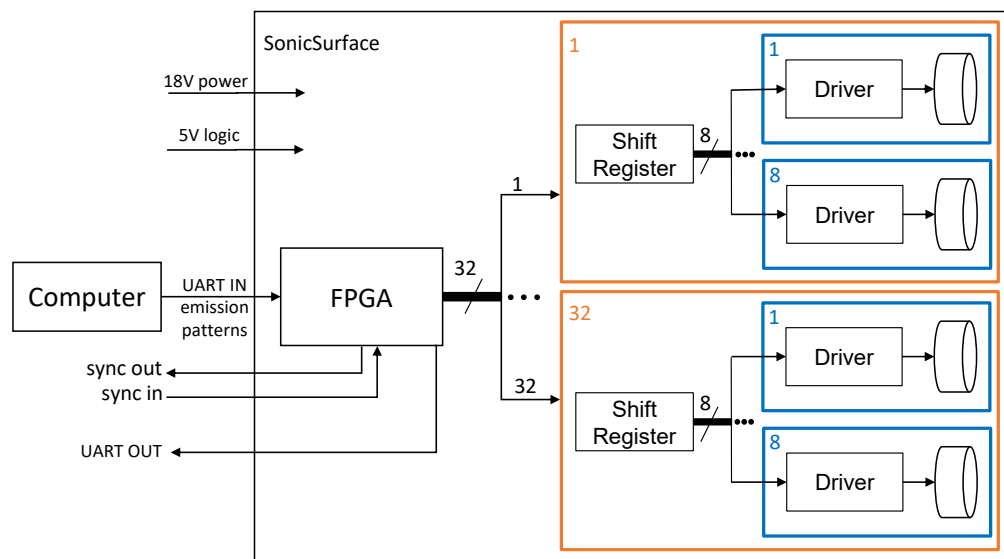 SonicSurface
18V power
5V logic
Computer
UART IN
emission
patterns
FPGA
sync out
sync in
UART OUT
32
1
32
1
Shift
Register
8
1
Driver
8
Driver
32
Shift
Register
8
1
Driver
8
Driver